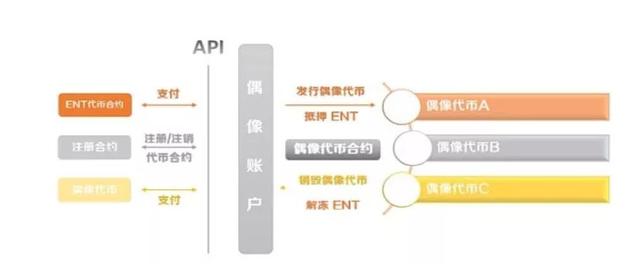 API
ENT代币合约
支付
注册合约
注册/注销
代币合约
偶像代币
支付
偶像账户
发行偶像代币
抵押 ENT
偶像代币合约
销毁偶像代币
解冻 ENT
偶像代币A
偶像代币B
偶像代币C